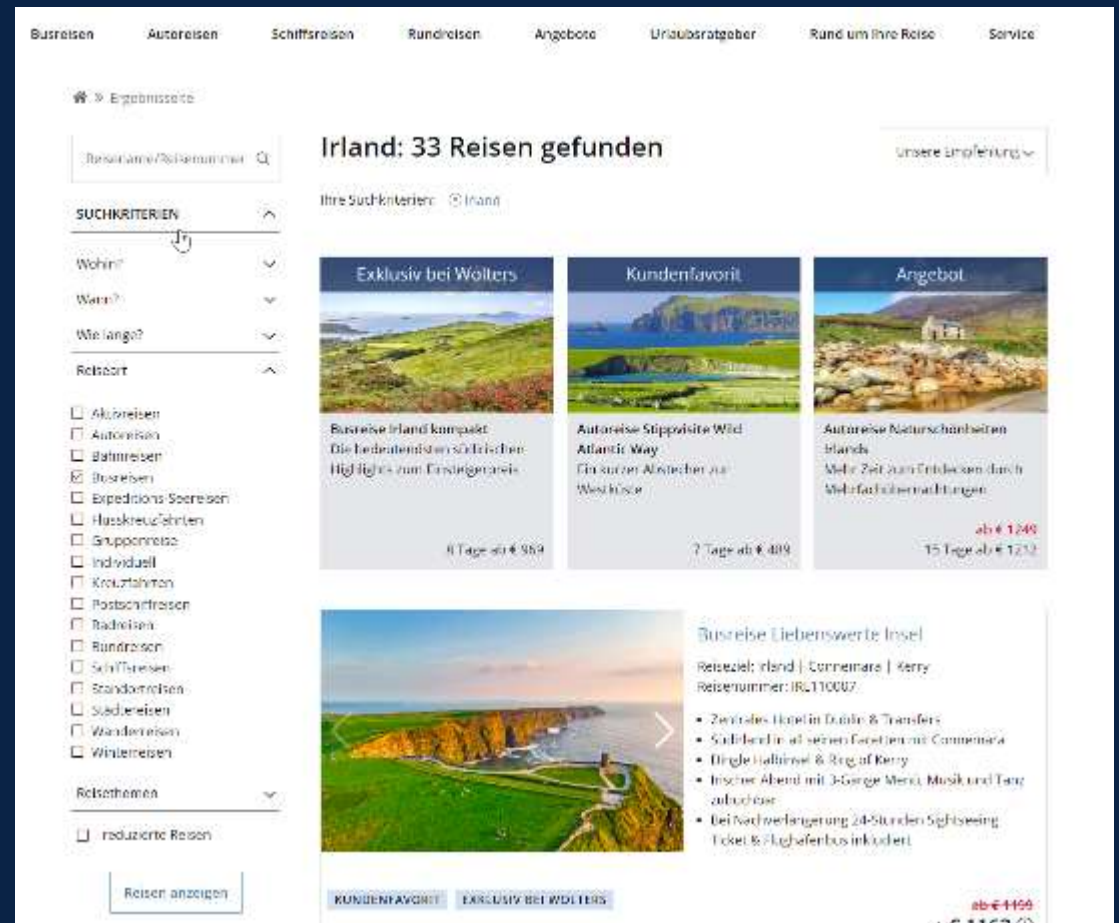 Busreisen Autoreisen Schiffsreisen Rundreisen Angebote Urlaubsratgeber Rund um Ihre Reise Service
» Ergebnisseite
Reisename/Reisenummer
Irland: 33 Reisen gefunden
Unsere Empfehlung
Ihre Suchkriterien: Irland
SUCHKRITERIEN
Wohin?
Wann?
Wie lange?
Reiseart
Aktivreisen
Autoreisen
Bahnreisen
Busreisen
Expeditions-Seereisen
Flusskreuzfahrten
Gruppenreise
Individuell
Kreuzfahrten
Postschiffreisen
Radreisen
Rundreisen
Schiffsreisen
Standortreisen
Städtereisen
Wanderreisen
Winterreisen
Reisethemen
reduzierte Reisen
Reisen anzeigen
Exklusiv bei Wolters
Busreise Irland kompakt
Die bedeutendsten südirischen
Highlights zum Einsteigerpreis
8 Tage ab € 969
Kundenfavorit
Autoreise Stippvisite Wild
Atlantic Way
Ein kurzer Abstecher zur
Westküste
7 Tage ab € 489
Angebot
Autoreise Naturschönheiten
Irlands
Mehr Zeit zum Entdecken durch
Mehrfachübernachtungen
ab € 1249
15 Tage ab € 1212
Busreise Liebenswerte Insel
Reiseziel: Irland | Connemara | Kerry
Reisenummer: IRL110087
Zentrales Hotel in Dublin & Transfers
Südirland in all seinen Facetten mit Connemara
Dingle Halbinsel & Ring of Kerry
Irischer Abend mit 3-Gänge Menü, Musik und Tanz
zubuchbar
Bei Nachverlängerung 24-Stunden Sightseeing
Ticket & Flughafenbus inkludiert
KUNDENFAVORIT EXKLUSIV BEI WOLTERS
ab € 1199
€ 1163